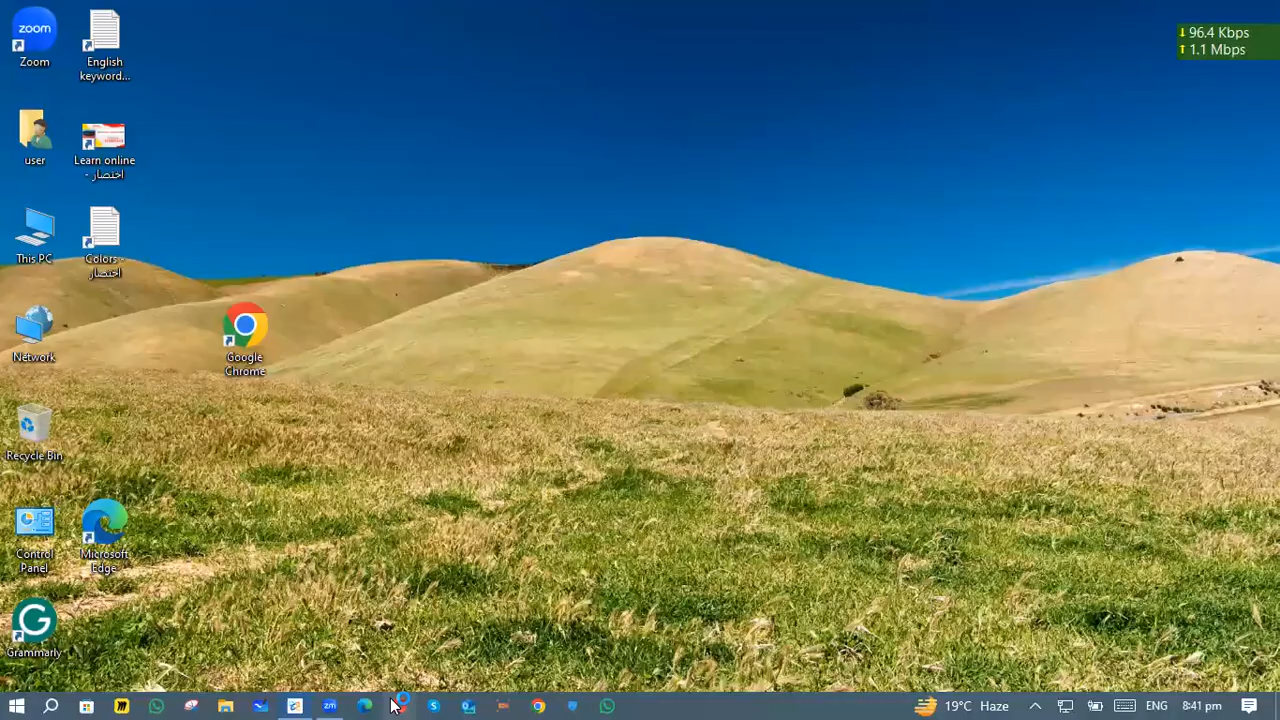 zoom
Zoom
English
keyword...
96.4 Kbps
1.1 Mbps
user
Learn online
اختصار -
This PC
Colors -
اختصار
Network
Google
Chrome
Recycle Bin
Control
Panel
Microsoft
Edge
Grammarly
zm
19°C Haze
ENG
8:41 pm